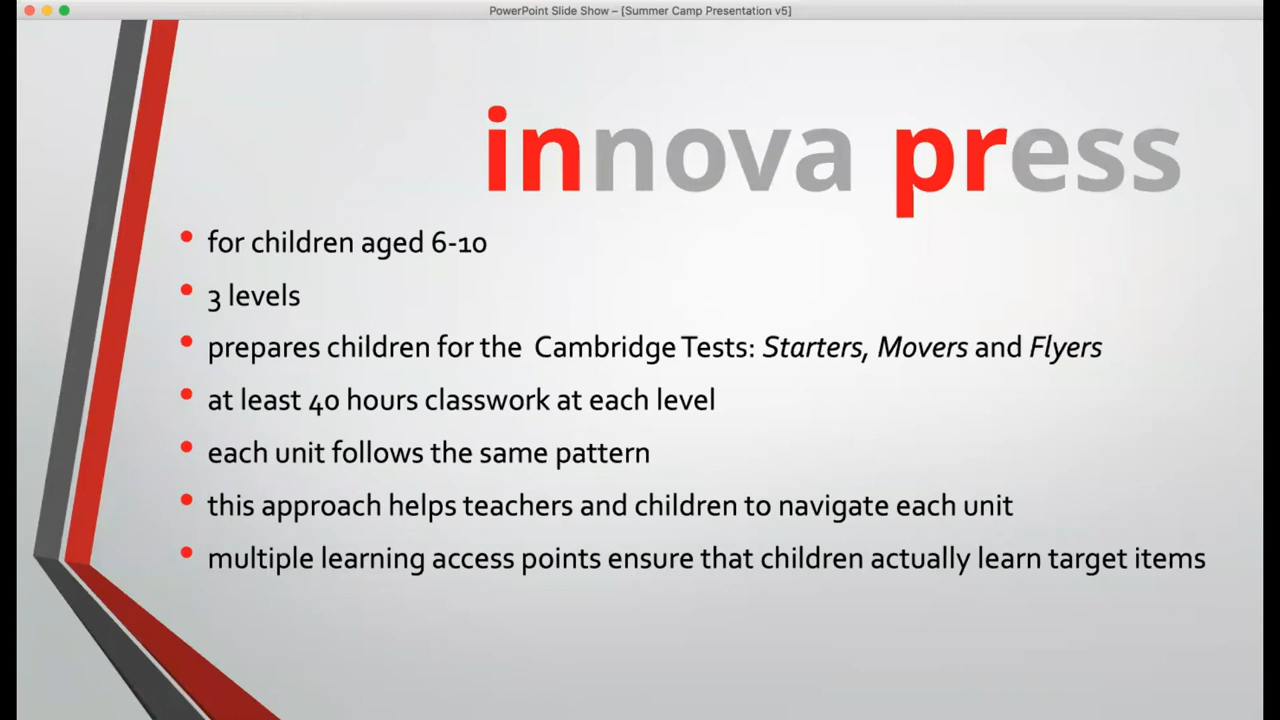 PowerPoint Slide Show – [Summer Camp Presentation v5]
innova press
• for children aged 6-10
• 3 levels
• prepares children for the Cambridge Tests: Starters, Movers and Flyers
• at least 40 hours classwork at each level
• each unit follows the same pattern
• this approach helps teachers and children to navigate each unit
• multiple learning access points ensure that children actually learn target items